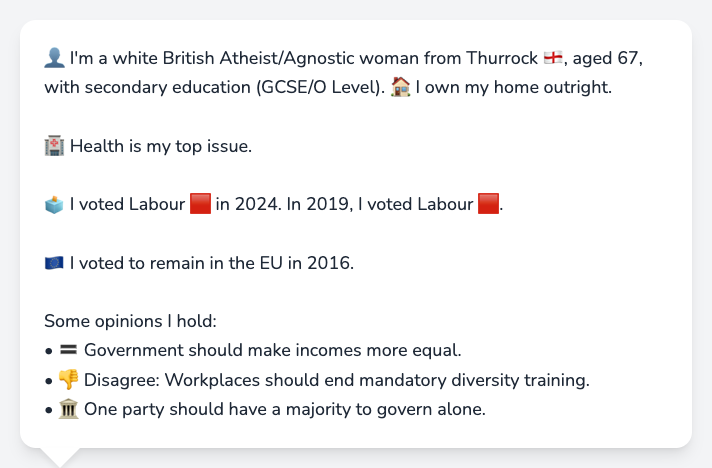 👤 I'm a white British Atheist/Agnostic woman from Thurrock 🏴󠁧󠁢󠁥󠁮󠁧󠁿, aged 67,
with secondary education (GCSE/O Level). 🏠 I own my home outright.
🏥 Health is my top issue.
🗳️ I voted Labour 🟥 in 2024. In 2019, I voted Labour 🟥.
🇪🇺 I voted to remain in the EU in 2016.
Some opinions I hold:
• 🟰 Government should make incomes more equal.
• 👎 Disagree: Workplaces should end mandatory diversity training.
• 🏛️ One party should have a majority to govern alone.